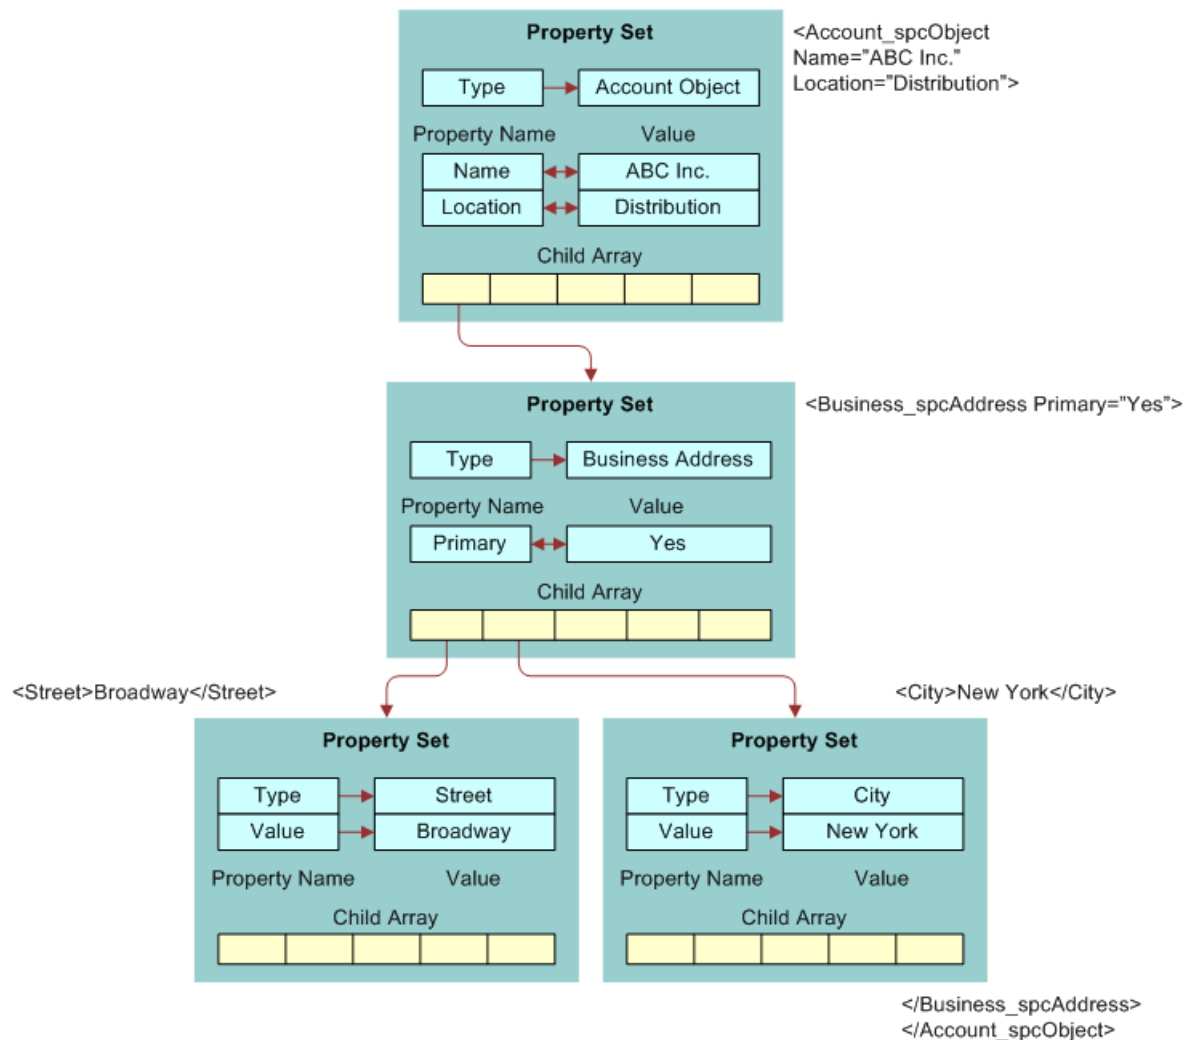 Property Set
<Account_spcObject
Name="ABC Inc."
Location="Distribution">
Type Account Object
Property Name Value
Name ABC Inc.
Location Distribution
Child Array
Property Set
<Business_spcAddress Primary="Yes">
Type Business Address
Property Name Value
Primary Yes
Child Array
<Street>Broadway</Street>
<City>New York</City>
Property Set
Type Street
Value Broadway
Property Name Value
Child Array
Property Set
Type City
Value New York
Property Name Value
Child Array
</Business_spcAddress>
</Account_spcObject>